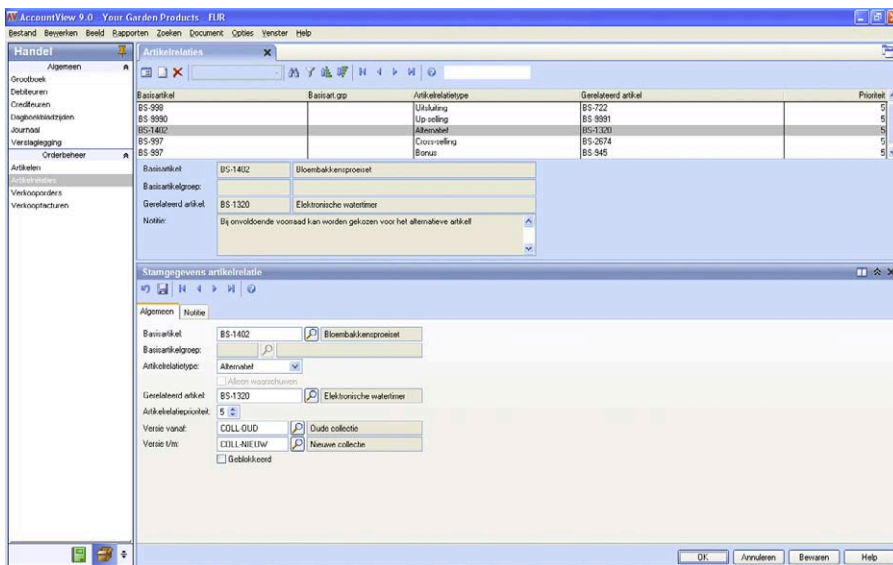 AccountView 9.0 - Your Garden Products - EUR
Bestand Bewerken Beeld Rapporten Zoeken Document Opties Venster Help
Handel
Algemeen
Grootboek
Debiteuren
Crediteuren
Dagboekbladzijden
Journaal
Verslaglegging
Orderbeheer
Artikelen
Artikelrelaties
Verkooporders
Verkoopfacturen
Artikelrelaties
Basisartikel Basisart.grp Artikelrelatietype Gerelateerd artikel Prioriteit
BS-998 Uitsluiting BS-722 5
BS-9990 Up-selling BS-9991 5
BS-1402 Alternatief BS-1320 5
BS-997 Cross-selling BS-2674 5
BS-997 Bonus BS-945 5
Basisartikel: BS-1402 Bloembakkensproeiset
Basisartikelgroep:
Gerelateerd artikel: BS-1320 Elektronische watertimer
Notitie: Bij onvoldoende voorraad kan worden gekozen voor het alternatieve artikel!
Stamgegevens artikelrelatie
Algemeen Notitie
Basisartikel: BS-1402 Bloembakkensproeiset
Basisartikelgroep:
Artikelrelatietype: Alternatief
Alleen waarschuwen
Gerelateerd artikel: BS-1320 Elektronische watertimer
Artikelrelatieprioriteit: 5
Versie vanaf: COLL-OUD Oude collectie
Versie t/m: COLL-NIEUW Nieuwe collectie
Geblokkeerd
OK Annuleren Bewaren Help